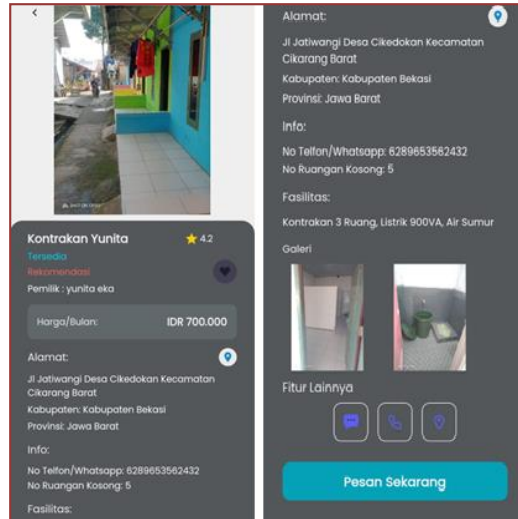 Kontrakan Yunita
4.2
Tersedia
Rekomendasi
Pemilik : yunita eka
Harga/Bulan: IDR 700.000
Alamat:
Jl Jatiwangi Desa Cikedokan Kecamatan
Cikarang Barat
Kabupaten: Kabupaten Bekasi
Provinsi: Jawa Barat
Info:
No Telfon/Whatsapp: 6289653562432
No Ruangan Kosong: 5
Fasilitas:
Alamat:
Jl Jatiwangi Desa Cikedokan Kecamatan
Cikarang Barat
Kabupaten: Kabupaten Bekasi
Provinsi: Jawa Barat
Info:
No Telfon/Whatsapp: 6289653562432
No Ruangan Kosong: 5
Fasilitas:
Kontrakan 3 Ruang, Listrik 900VA, Air Sumur
Galeri
Fitur Lainnya
Pesan Sekarang